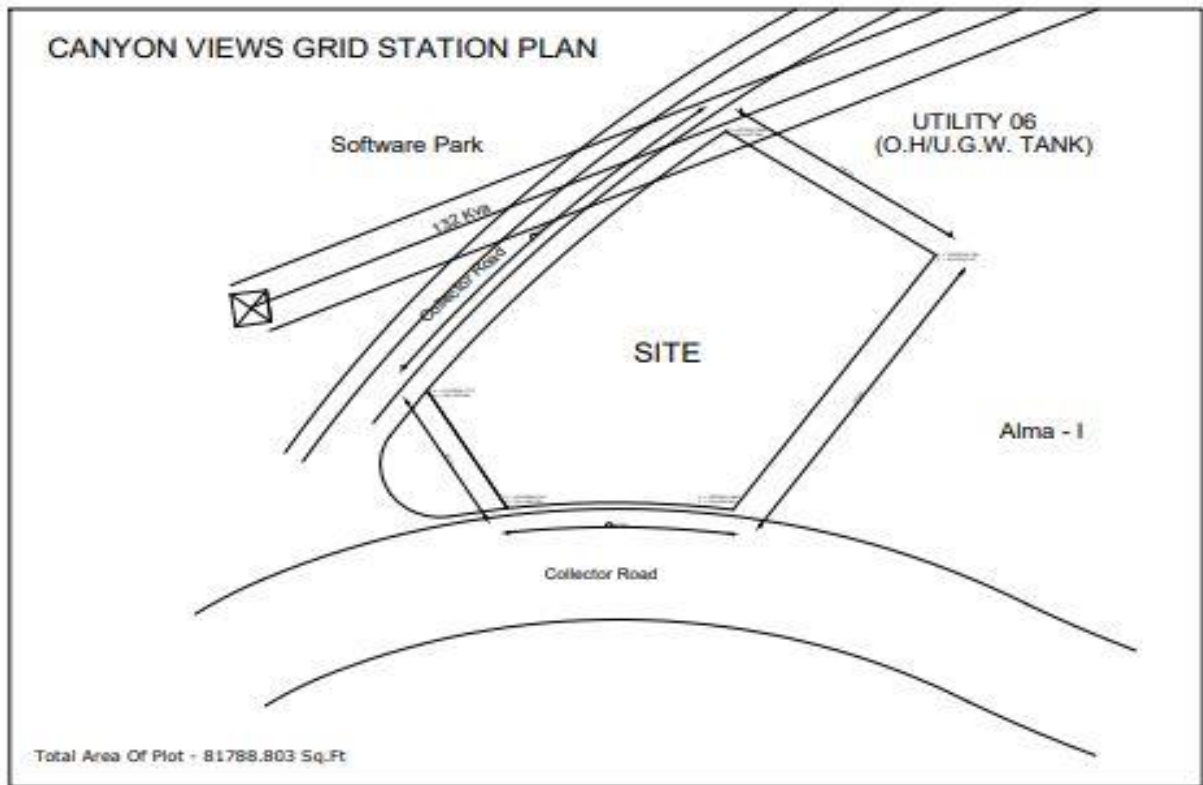 CANYON VIEWS GRID STATION PLAN
UTILITY 06
(O.H/U.G.W. TANK)
Software Park
132 Kva
Collector Road
SITE
Alma - I
Collector Road
Total Area Of Plot - 81788.803 Sq.Ft